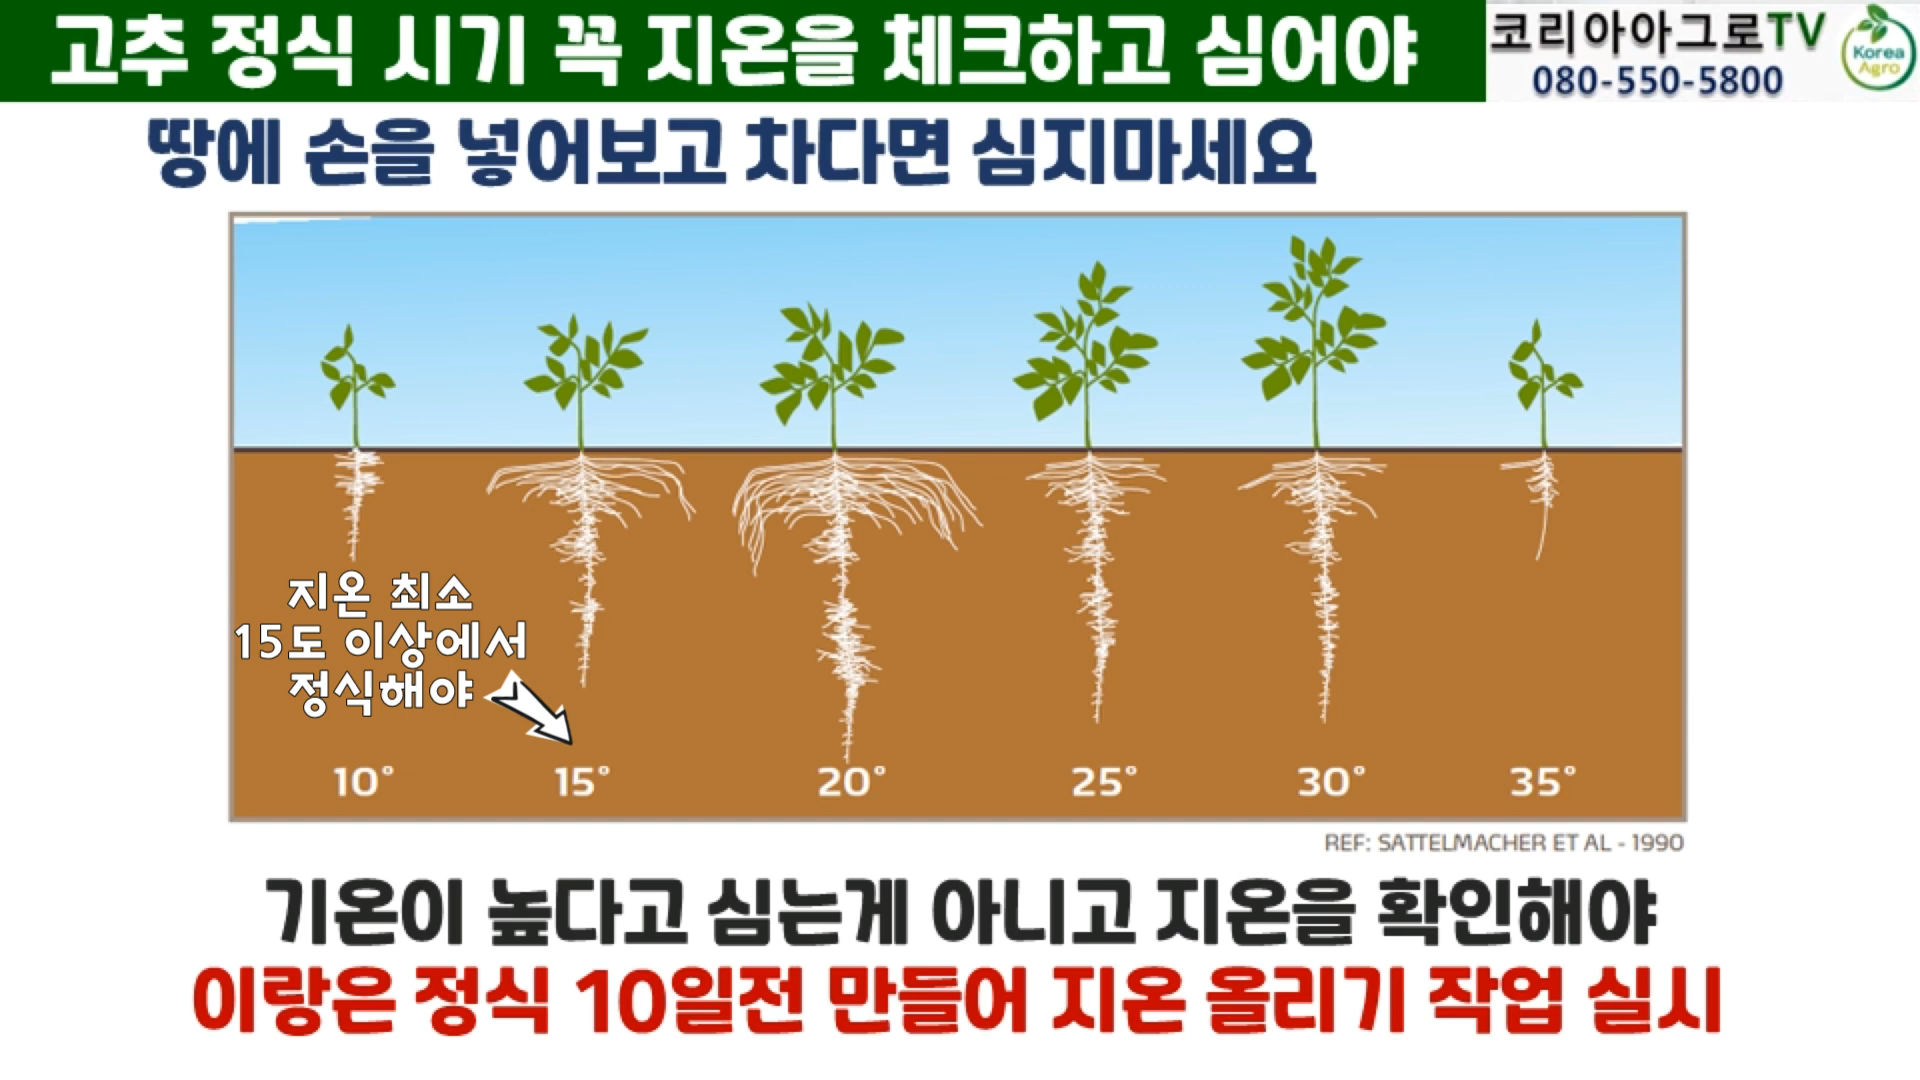 고추 정식 시기 꼭 지온을 체크하고 심어야
코리아아그로TV
080-550-5800
Korea
Agro
땅에 손을 넣어보고 차다면 심지마세요
지온 최소
15도 이상에서
정식해야
10° 15° 20° 25° 30° 35°
REF: SATTELMACHER ET AL - 1990
기온이 높다고 심는게 아니고 지온을 확인해야
이랑은 정식 10일전 만들어 지온 올리기 작업 실시